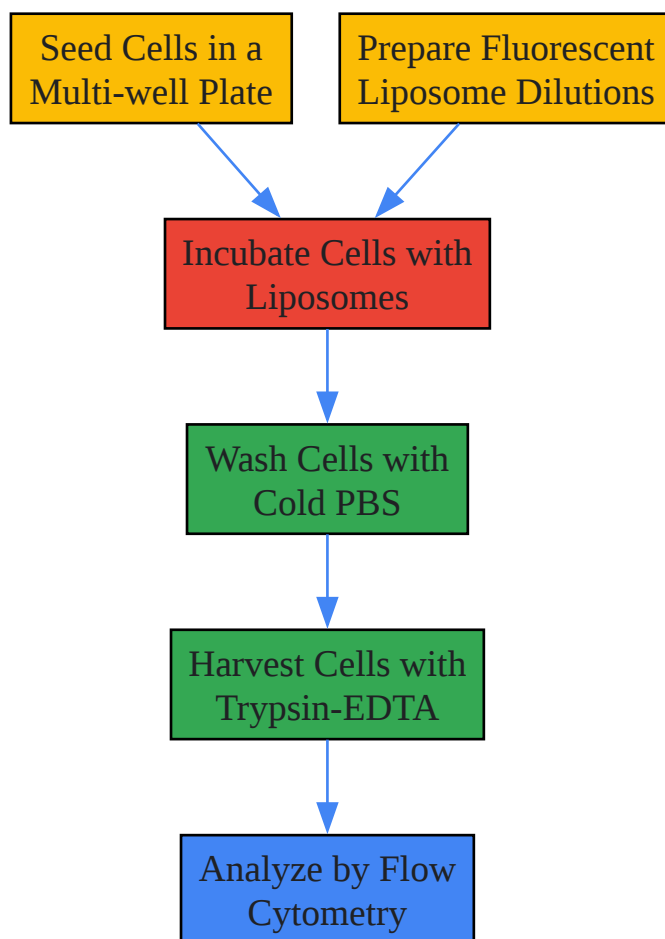 Seed Cells in a
Multi-well Plate
Prepare Fluorescent
Liposome Dilutions
Incubate Cells with
Liposomes
Wash Cells with
Cold PBS
Harvest Cells with
Trypsin-EDTA
Analyze by Flow
Cytometry